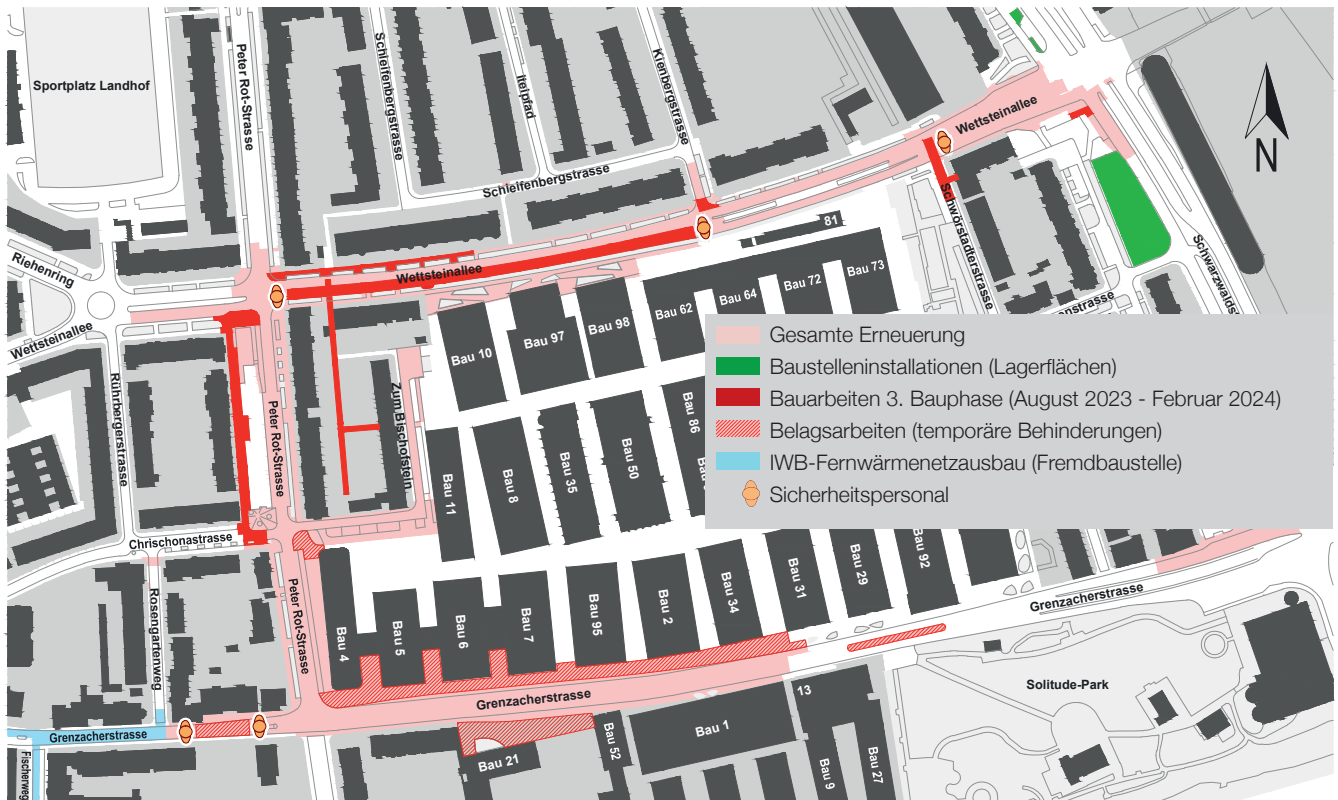 Sportplatz Landhof
Peter Rot-Strasse
Schleifenbergstrasse
Itelpfad
Kienbergstrasse
Wettsteinallee
N
Schleifenbergstrasse
Riehenring
Wettsteinallee
Wettsteinallee
Schwörstadterstrasse
Schwarzwaldst
enstrasse
81
Bau 10
Bau 97
Bau 98
Bau 62
Bau 64
Bau 72
Bau 73
Rührbergerstrasse
Peter Rot-Strasse
Zum Bischofstein
Bau 11
Bau 8
Bau 35
Bau 50
Bau 86
Gesamte Erneuerung
Baustelleninstallationen (Lagerflächen)
Bauarbeiten 3. Bauphase (August 2023 - Februar 2024)
Belagsarbeiten (temporäre Behinderungen)
IWB-Fernwärmenetzausbau (Fremdbaustelle)
Sicherheitspersonal
Chrischonastrasse
Rosengartenweg
Peter Rot-Strasse
Bau 4
Bau 5
Bau 6
Bau 7
Bau 95
Bau 2
Bau 34
Bau 31
Bau 29
Bau 92
Grenzacherstrasse
Solitude-Park
Grenzacherstrasse
Grenzacherstrasse
Fischerweg
Bau 21
Bau 52
Bau 1
13
Bau 9
Bau 27